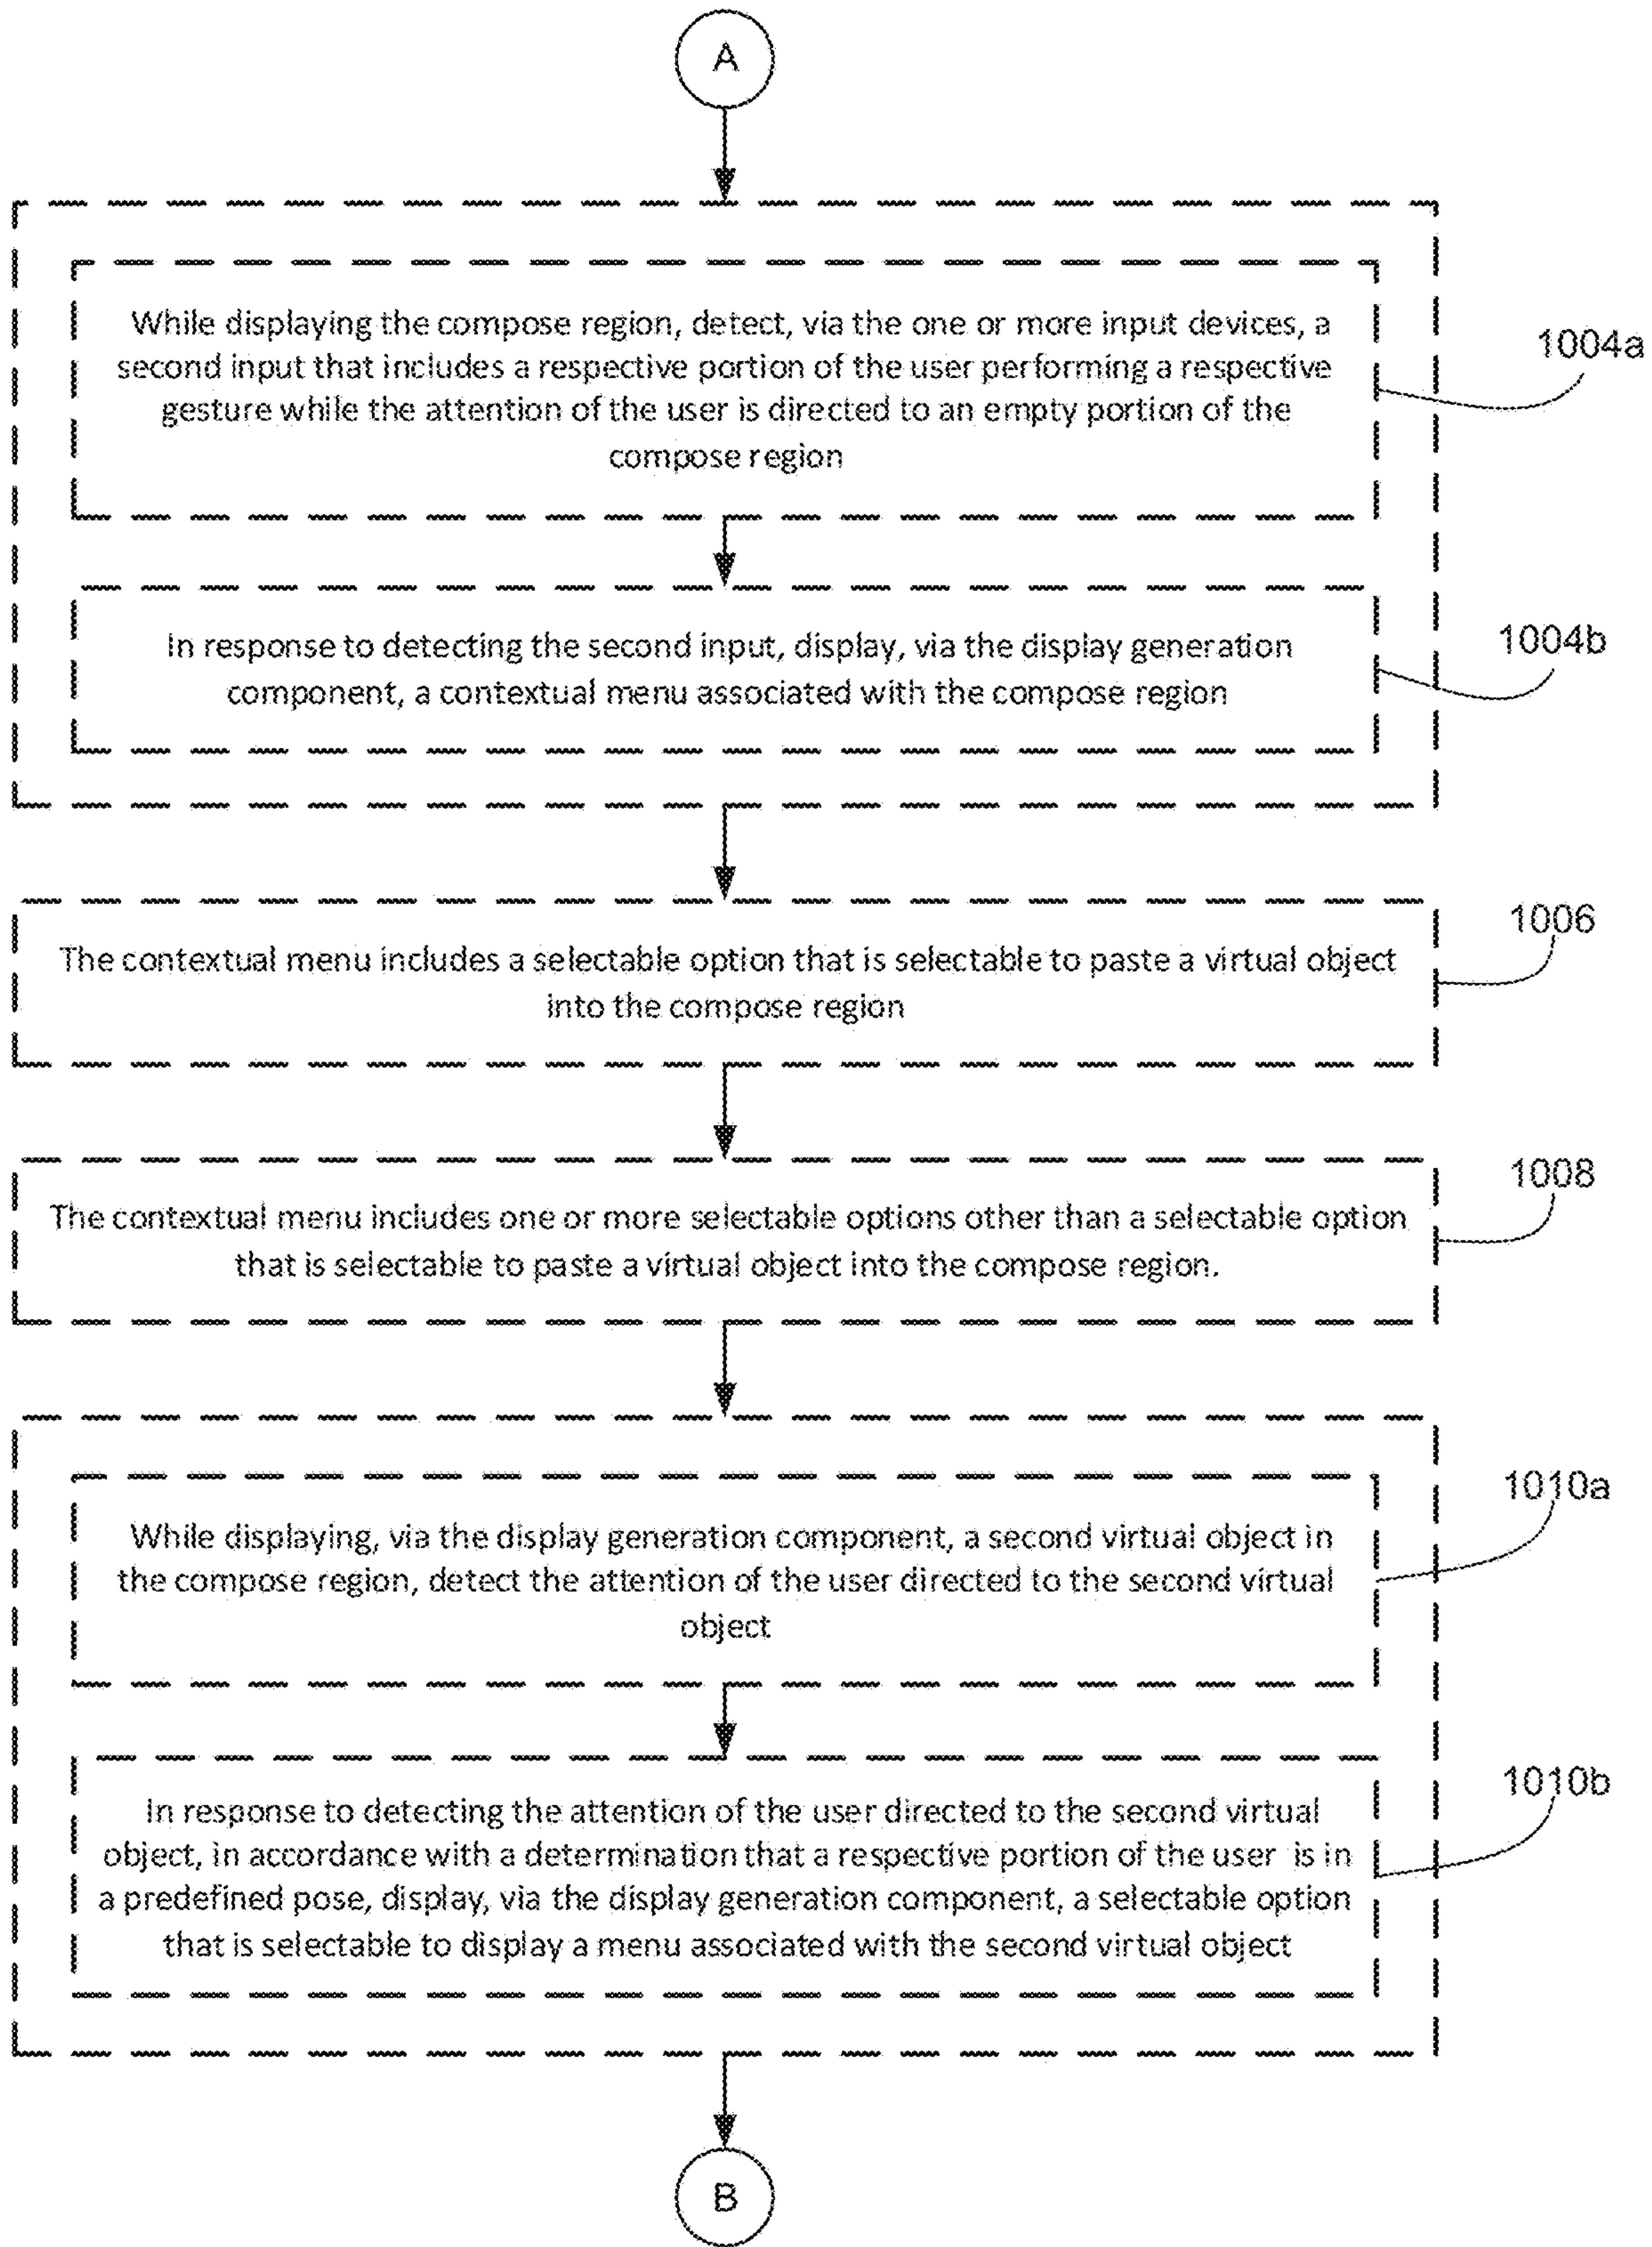 A
While displaying the compose region, detect, via the one or more input devices, a
second input that includes a respective portion of the user performing a respective
gesture while the attention of the user is directed to an empty portion of the
compose region
1004a
In response to detecting the second input, display, via the display generation
component, a contextual menu associated with the compose region
1004b
The contextual menu includes a selectable option that is selectable to paste a virtual object
into the compose region
1006
The contextual menu includes one or more selectable options other than a selectable option
that is selectable to paste a virtual object into the compose region.
1008
While displaying, via the display generation component, a second virtual object in
the compose region, detect the attention of the user directed to the second virtual
object
1010a
In response to detecting the attention of the user directed to the second virtual
object, in accordance with a determination that a respective portion of the user is in
a predefined pose, display, via the display generation component, a selectable option
that is selectable to display a menu associated with the second virtual object
1010b
B